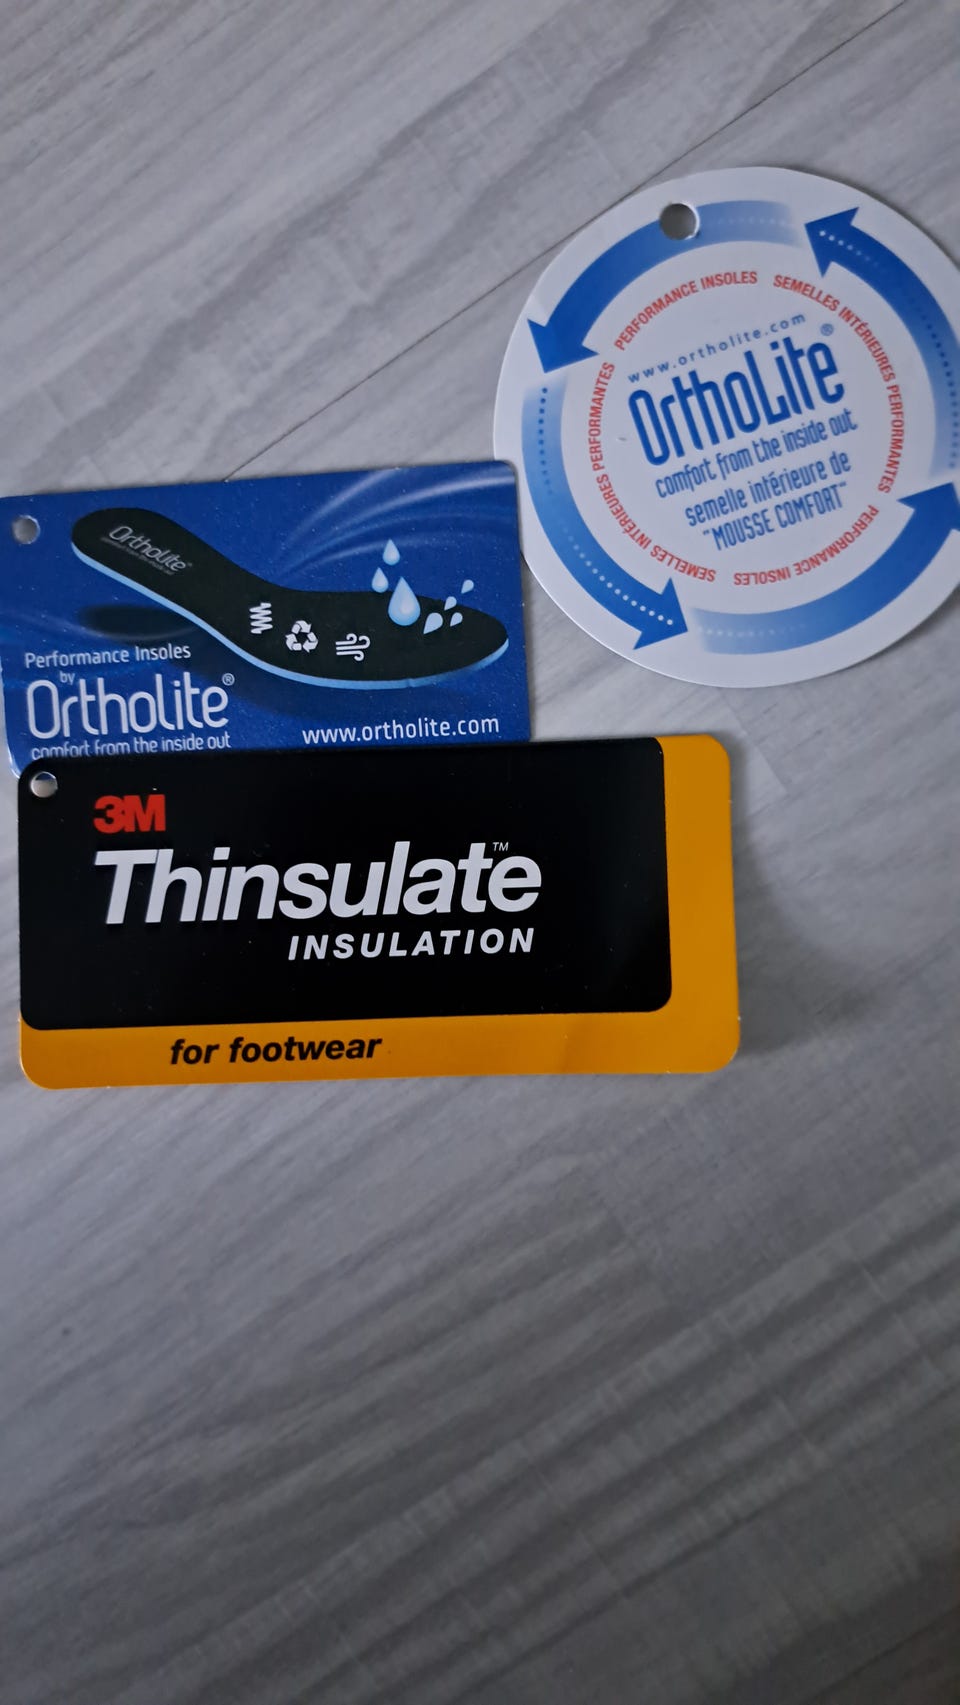 PERFORMANCE INSOLES
SEMELLES INTÉRIEURES PERFORMANTES
PERFORMANCE INSOLES
SEMELLES INTÉRIEURES PERFORMANTES
www.ortholite.com
OrthoLite®
comfort from the inside out
semelle intérieure de
"MOUSSE COMFORT"
OrthoLite
Performance Insoles
by
OrthoLite®
comfort from the inside out
www.ortholite.com
3M
Thinsulate™
INSULATION
for footwear